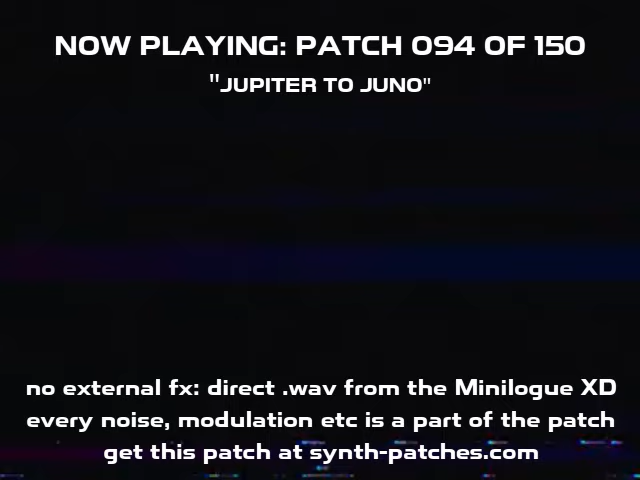 NOW PLAYING: PATCH 094 OF 150
"JUPITER TO JUNO"
no external fx: direct .wav from the Minilogue XD
every noise, modulation etc is a part of the patch
get this patch at synth-patches.com